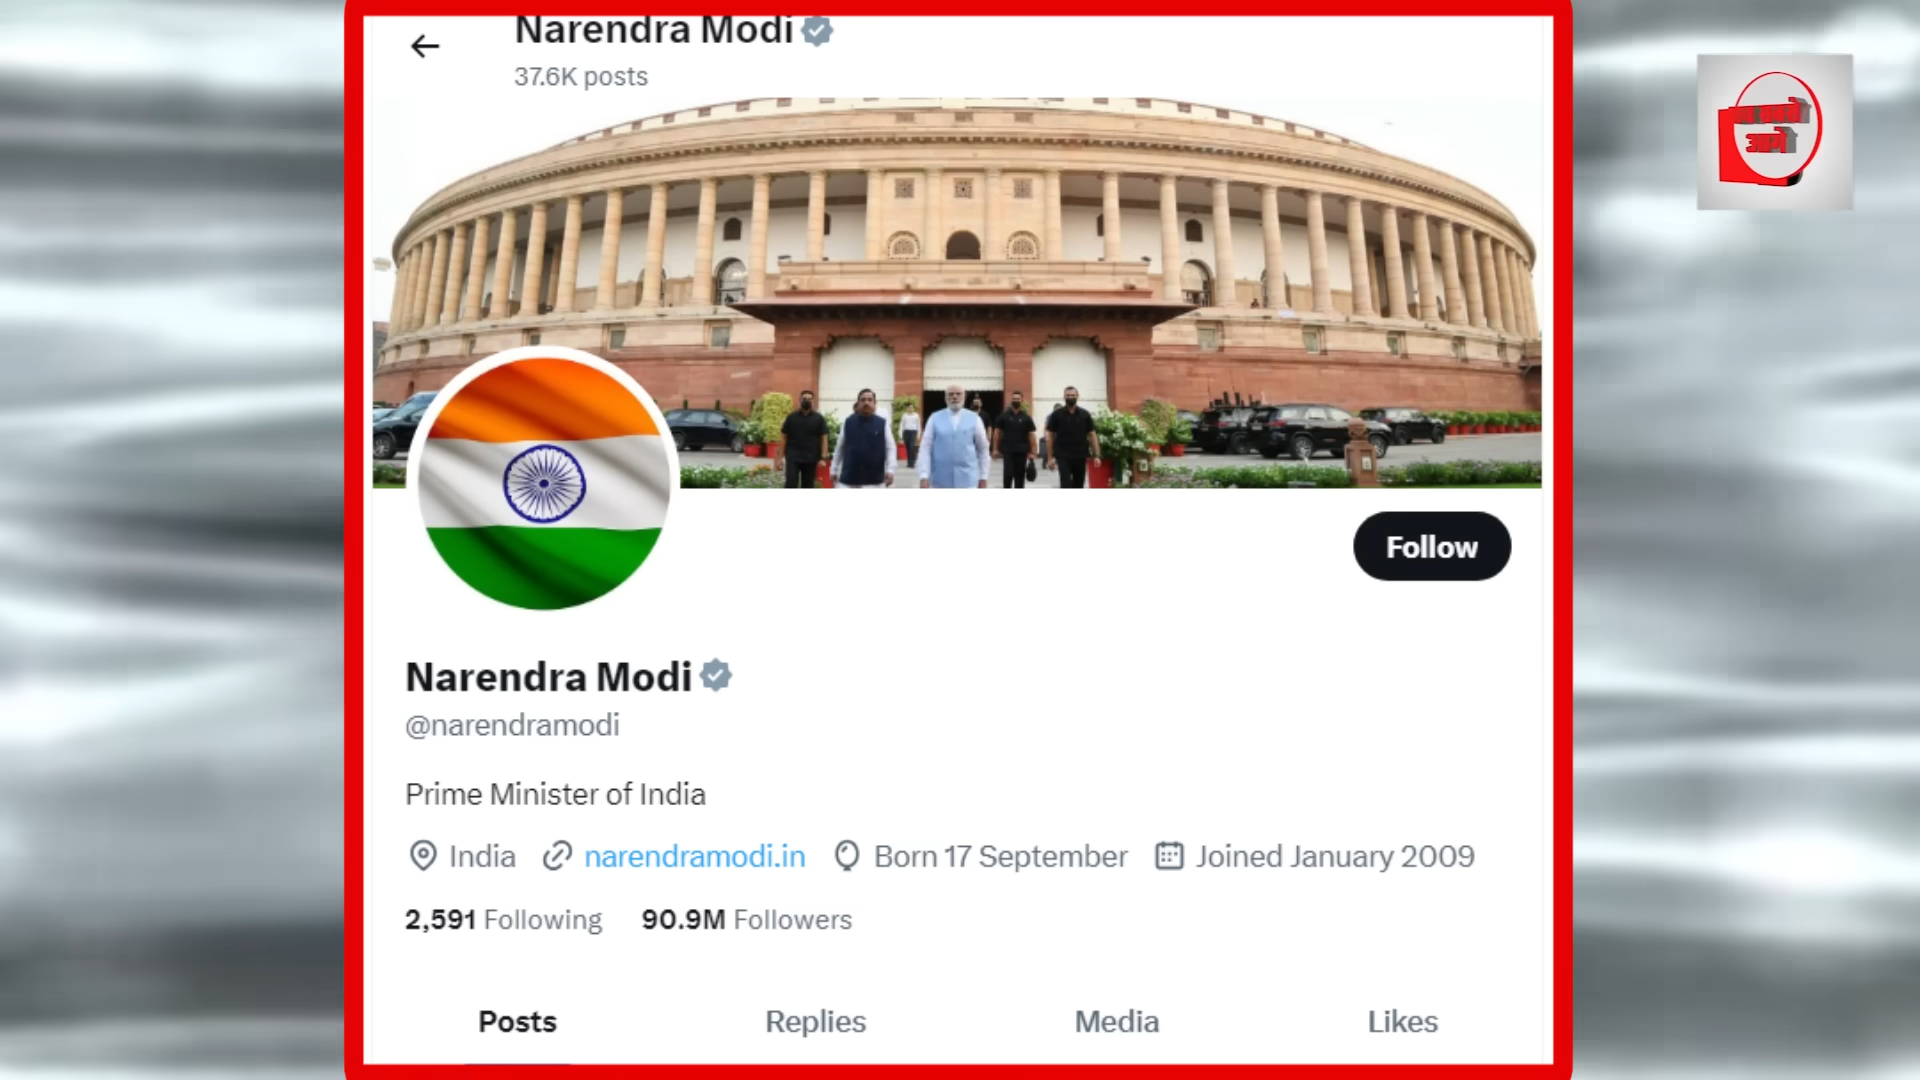 Narendra Modi
37.6K posts
Follow
Narendra Modi
@narendramodi
Prime Minister of India
India narendramodi.in Born 17 September Joined January 2009
2,591 Following 90.9M Followers
Posts Replies Media Likes
आगे